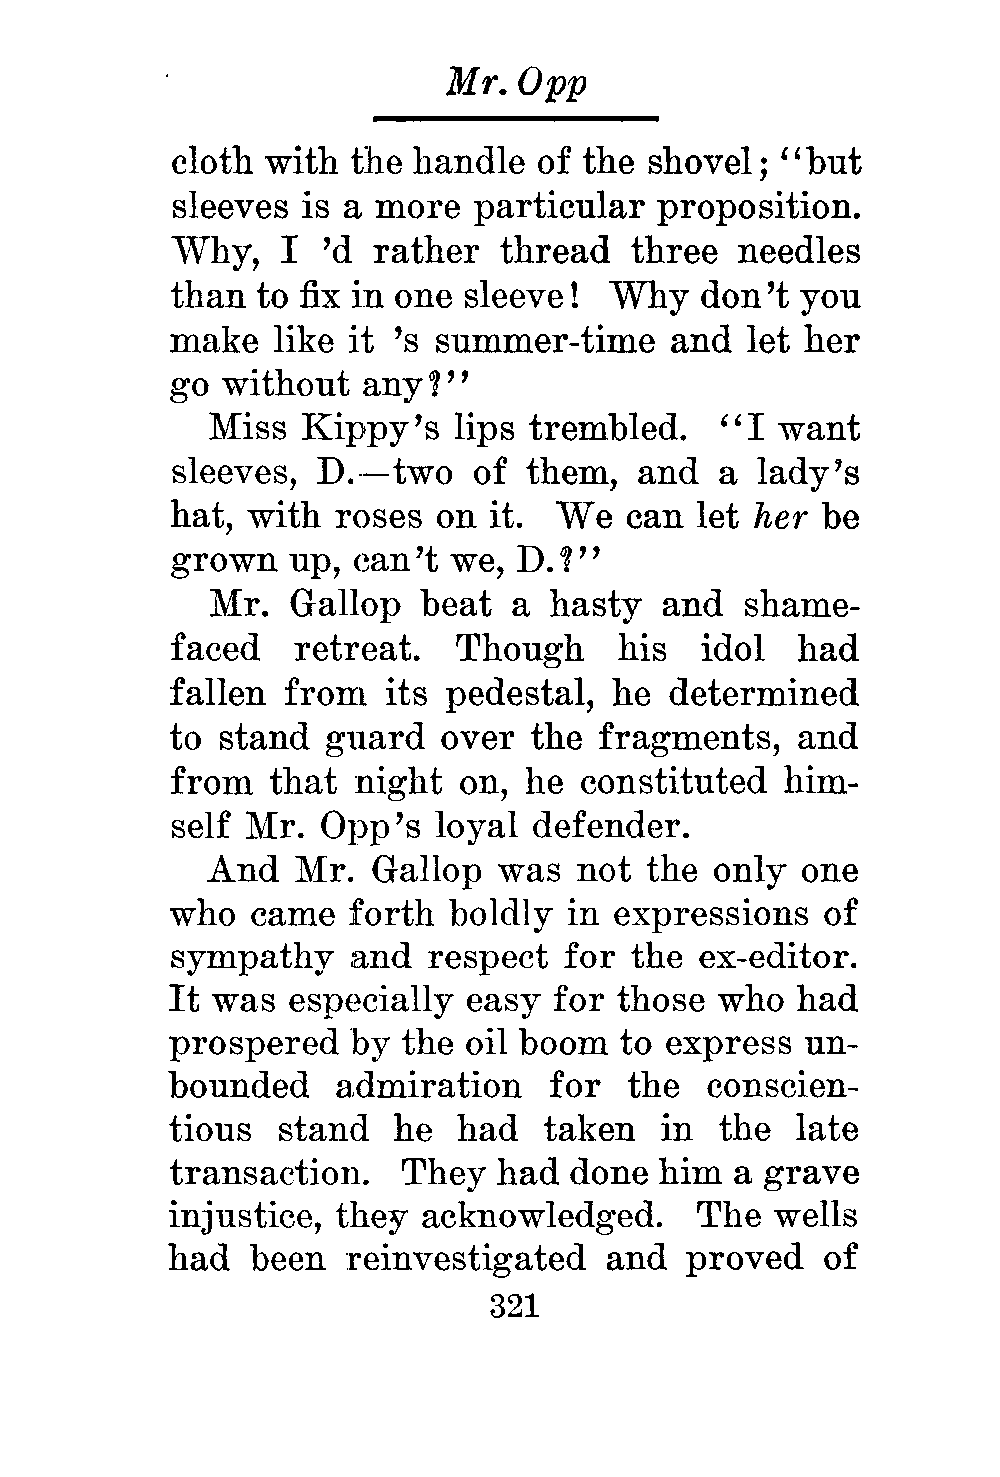 Mr. Opp
cloth with the handle of the shovel; "but
sleeves is a more particular proposition.
Why, I 'd rather thread three needles
than to fix in one sleeve! Why don't you
make like it 's summer-time and let her
go without any?"
Miss Kippy's lips trembled. "I want
sleeves, D.—two of them, and a lady's
hat, with roses on it. We can let her be
grown up, can't we, D.?"
Mr. Gallop beat a hasty and shame-
faced retreat. Though his idol had
fallen from its pedestal, he determined
to stand guard over the fragments, and
from that night on, he constituted him-
self Mr. Opp's loyal defender.
And Mr. Gallop was not the only one
who came forth boldly in expressions of
sympathy and respect for the ex-editor.
It was especially easy for those who had
prospered by the oil boom to express un-
bounded admiration for the conscien-
tious stand he had taken in the late
transaction. They had done him a grave
injustice, they acknowledged. The wells
had been reinvestigated and proved of
321